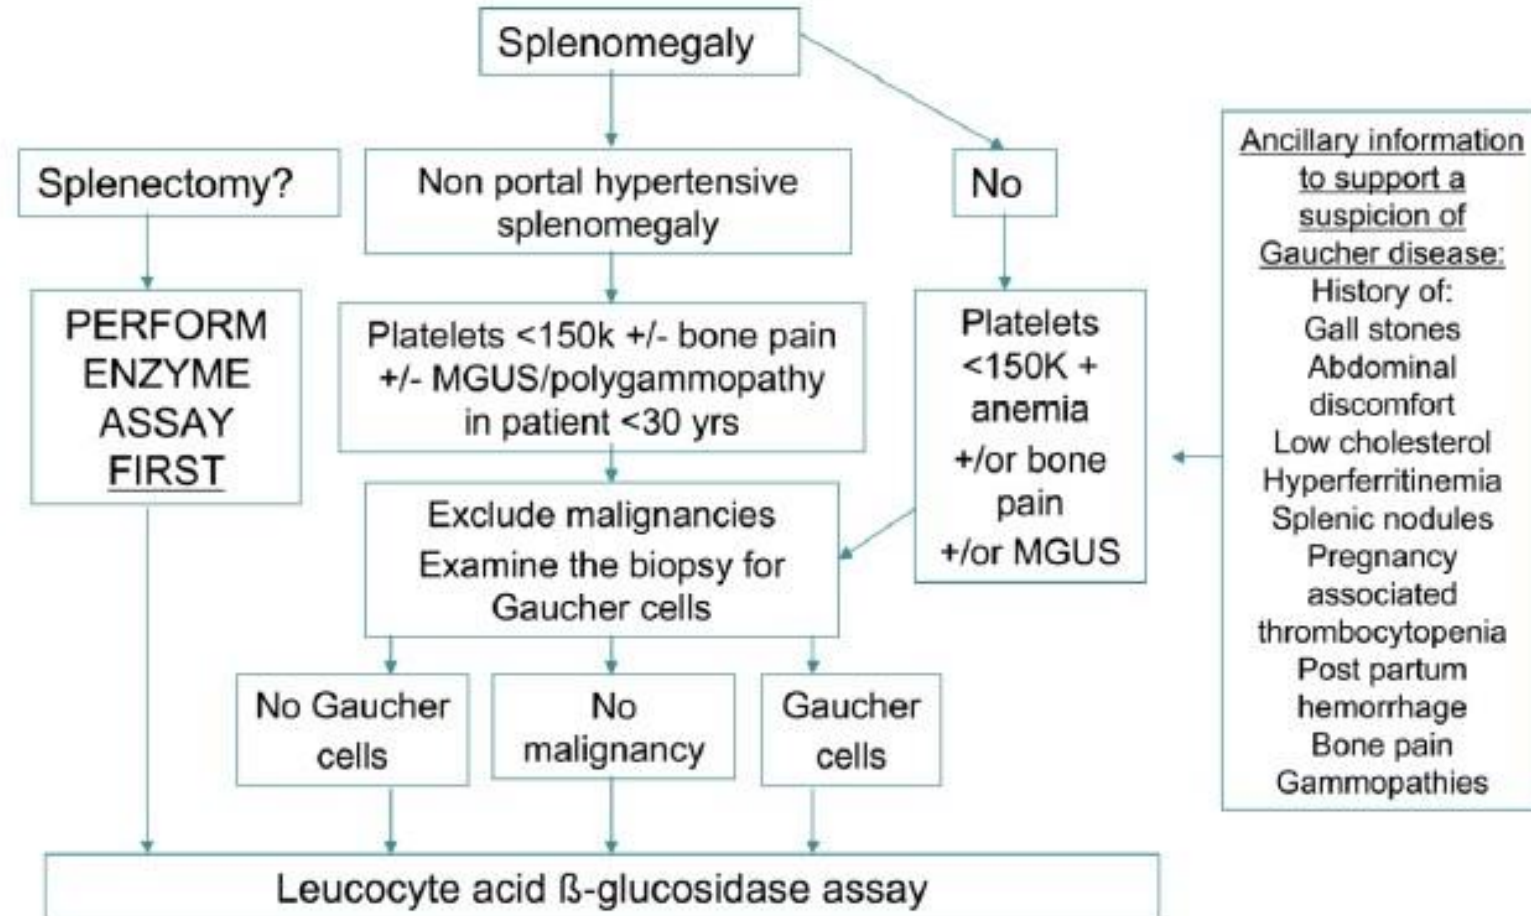 Splenomegaly
Splenectomy?
PERFORM
ENZYME
ASSAY
FIRST
Non portal hypertensive
splenomegaly
Platelets <150k +/- bone pain
+/- MGUS/polygammopathy
in patient <30 yrs
No
Platelets
<150K +
anemia
+/or bone
pain
+/or MGUS
Exclude malignancies
Examine the biopsy for
Gaucher cells
No Gaucher
cells
No
malignancy
Gaucher
cells
Leucocyte acid ß-glucosidase assay
Ancillary information
to support a
suspicion of
Gaucher disease:
History of:
Gall stones
Abdominal
discomfort
Low cholesterol
Hyperferritinemia
Splenic nodules
Pregnancy
associated
thrombocytopenia
Post partum
hemorrhage
Bone pain
Gammopathies